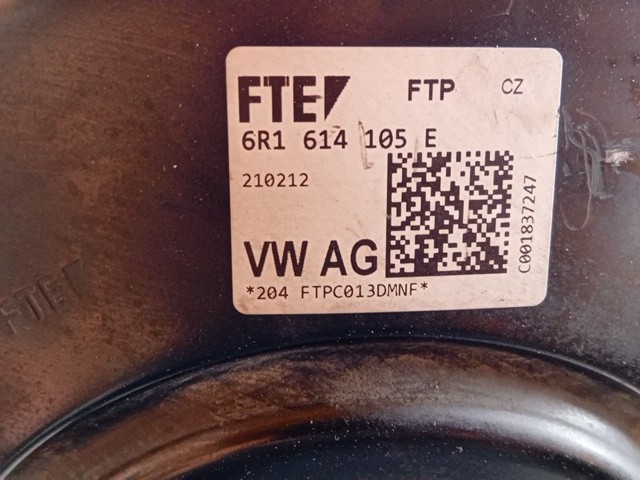 FTE FTP CZ
6R1 614 105 E
210212
C001837247
VW AG
*204 FTPC013DMNF*
FTE